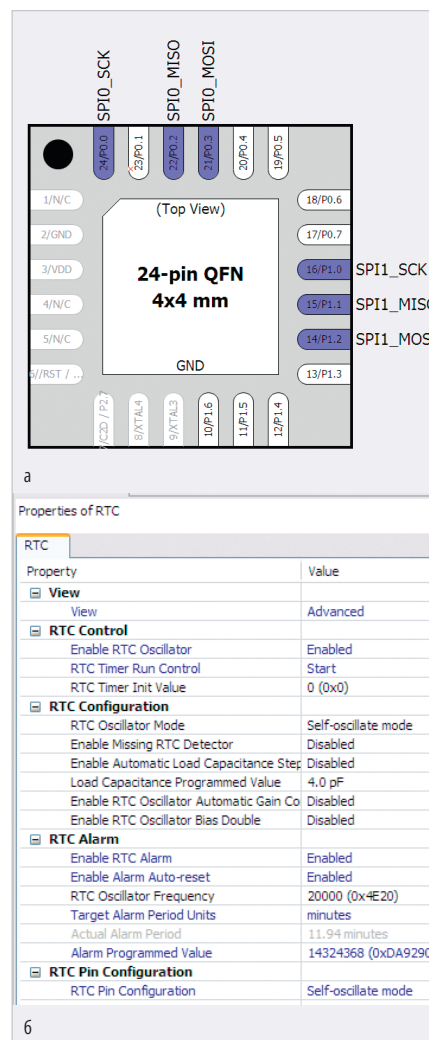 SPI0_SCK
SPI0_MISO
SPI0_MOSI
24/P0.0
23/P0.1
22/P0.2
21/P0.3
20/P0.4
19/P0.5
1/N/C
2/GND
3/VDD
4/N/C
5/N/C
6//RST / ...
(Top View)
24-pin QFN
4x4 mm
GND
18/P0.6
17/P0.7
16/P1.0 SPI1_SCK
15/P1.1 SPI1_MISO
14/P1.2 SPI1_MOS
13/P1.3
7/C2D / P2.7
8/XTAL4
9/XTAL3
10/P1.6
11/P1.5
12/P1.4
а
Properties of RTC
RTC
Property Value
View
View Advanced
RTC Control
Enable RTC Oscillator Enabled
RTC Timer Run Control Start
RTC Timer Init Value 0 (0x0)
RTC Configuration
RTC Oscillator Mode Self-oscillate mode
Enable Missing RTC Detector Disabled
Enable Automatic Load Capacitance Step Disabled
Load Capacitance Programmed Value 4.0 pF
Enable RTC Oscillator Automatic Gain Co Disabled
Enable RTC Oscillator Bias Double Disabled
RTC Alarm
Enable RTC Alarm Enabled
Enable Alarm Auto-reset Enabled
RTC Oscillator Frequency 20000 (0x4E20)
Target Alarm Period Units minutes
Actual Alarm Period 11.94 minutes
Alarm Programmed Value 14324368 (0xDA9290
RTC Pin Configuration
RTC Pin Configuration Self-oscillate mode
б